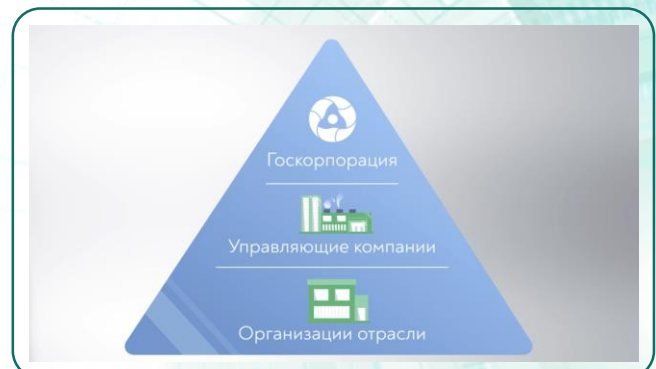 Госкорпорация
Управляющие компании
Организации отрасли